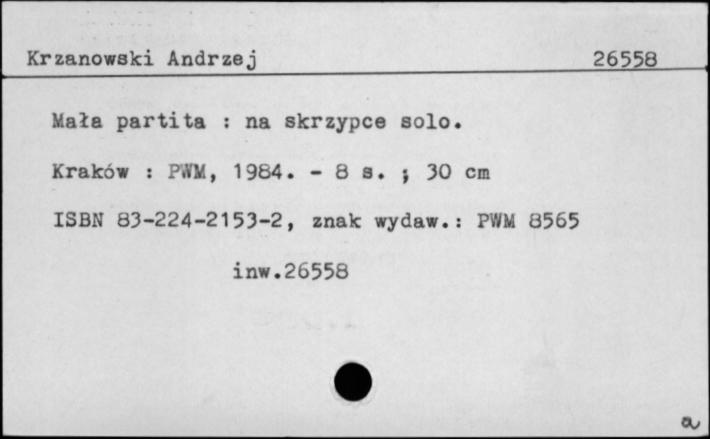 Krzanowski Andrzej 26558
Mała partita : na skrzypce solo.
Kraków : PWM, 1984. - 8 s. ; 30 cm
ISBN 83-224-2153-2, znak wydaw.: PWM 8565
inw.26558
a